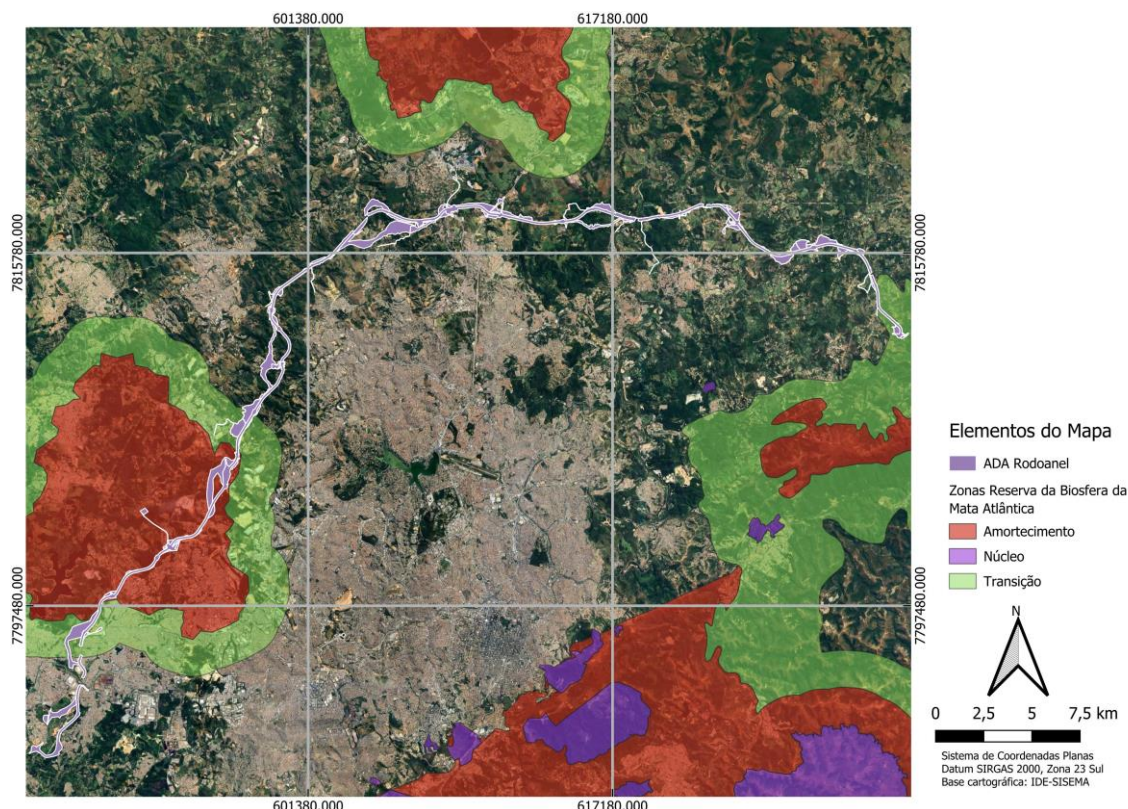 601380.000
617180.000
7815780.000
7815780.000
7797480.000
7797480.000
601380.000
617180.000
Elementos do Mapa
ADA Rodoanel
Zonas Reserva da Biosfera da
Mata Atlântica
Amortecimento
Núcleo
Transição
N
0 2,5 5 7,5 km
Sistema de Coordenadas Planas
Datum SIRGAS 2000, Zona 23 Sul
Base cartográfica: IDE-SISEMA